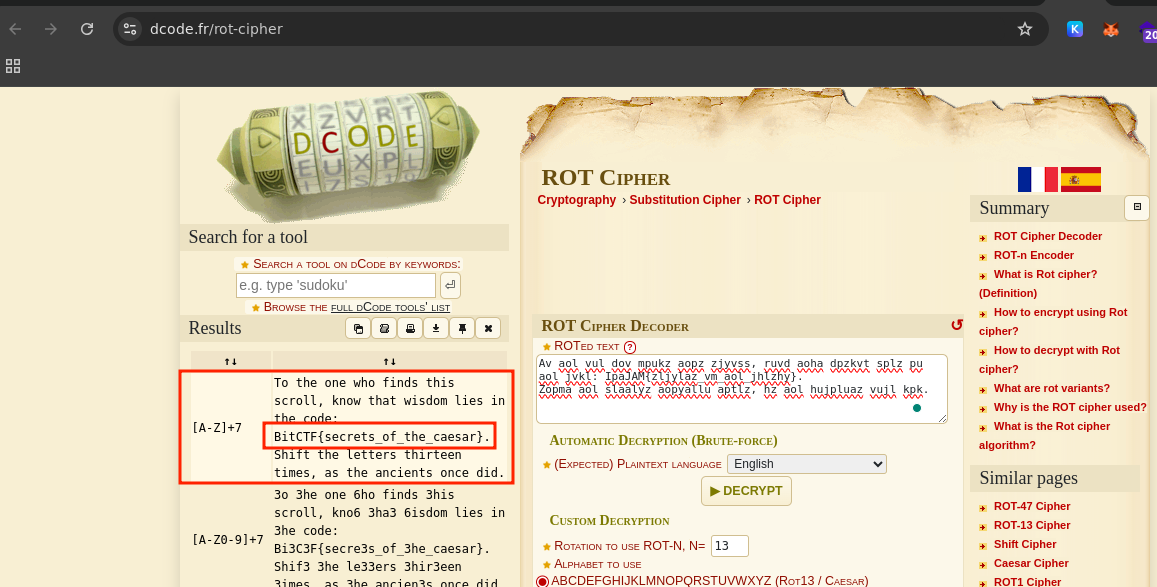 dcode.fr/rot-cipher
K
20
X Z V R T
D C O D E
E U X P L
ROT Cipher
Cryptography › Substitution Cipher › ROT Cipher
Search for a tool
Search a tool on dCode by keywords:
e.g. type 'sudoku'
Browse the full dCode tools' list
Results
↑↓ ↑↓
[A-Z]+7
To the one who finds this
scroll, know that wisdom lies in
the code:
BitCTF{secrets_of_the_caesar}.
Shift the letters thirteen
times, as the ancients once did.
[A-Z0-9]+7
3o 3he one 6ho finds 3his
scroll, kno6 3ha3 6isdom lies in
3he code:
Bi3C3F{secre3s_of_3he_caesar}.
Shif3 3he le33ers 3hir3een
3imes, as 3he ancien3s once did.
ROT Cipher Decoder
ROTed text ?
Av aol vul dov mpukz aopz zjyvss, ruvd aoha dpzkvt splz pu
aol jvkl: IpaJAM{zljylaz_vm_aol_jhlzhy}.
Zopma aol slaalyz aopyallu aptlz, hz aol hujpluaz vujl kpk.
Automatic Decryption (Brute-force)
(Expected) Plaintext language English
▶ DECRYPT
Custom Decryption
Rotation to use ROT-N, N= 13
Alphabet to use
ABCDEFGHIJKLMNOPQRSTUVWXYZ (Rot13 / Caesar)
Summary
ROT Cipher Decoder
ROT-n Encoder
What is Rot cipher?
(Definition)
How to encrypt using Rot
cipher?
How to decrypt with Rot
cipher?
What are rot variants?
Why is the ROT cipher used?
What is the Rot Cipher
algorithm?
Similar pages
ROT-47 Cipher
ROT-13 Cipher
Shift Cipher
Caesar Cipher
ROT1 Cipher